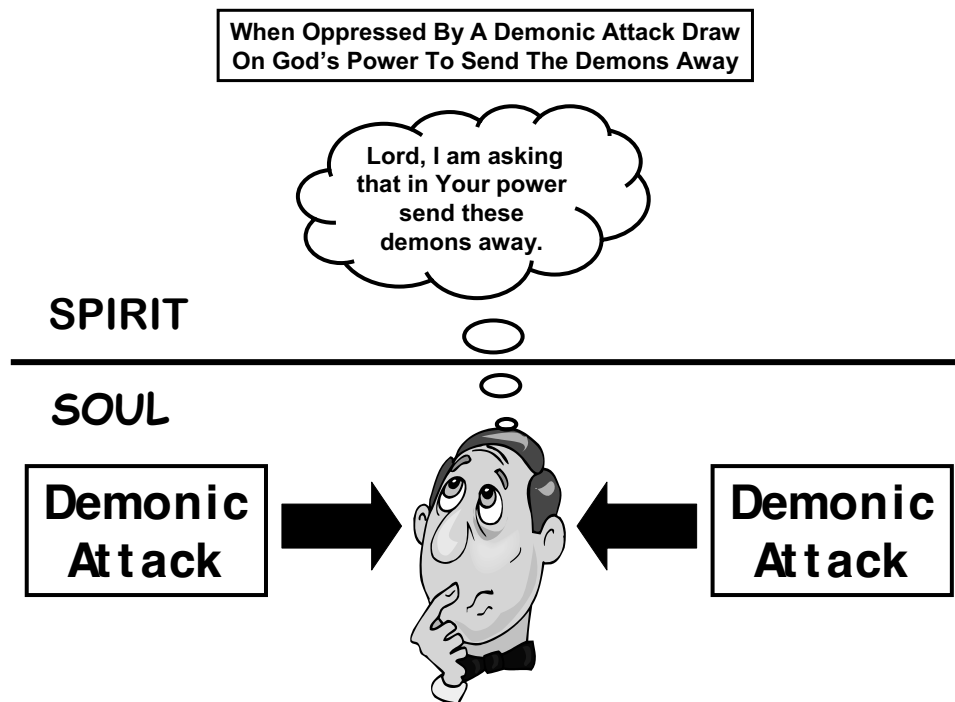 When Oppressed By A Demonic Attack Draw
On God's Power To Send The Demons Away
Lord, I am asking
that in Your power
send these
demons away.
SPIRIT
SOUL
Demonic
Attack
Demonic
Attack